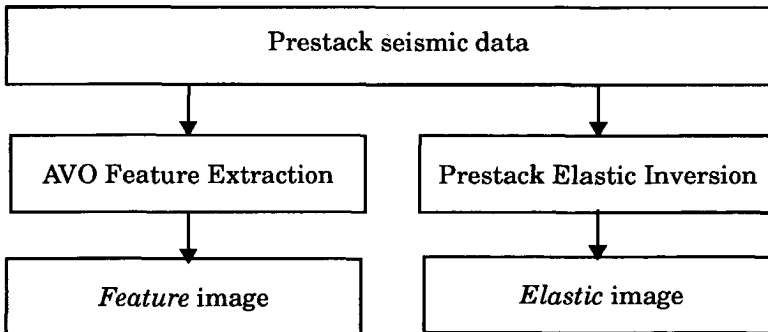 Prestack seismic data
AVO Feature Extraction
Prestack Elastic Inversion
Feature image
Elastic image